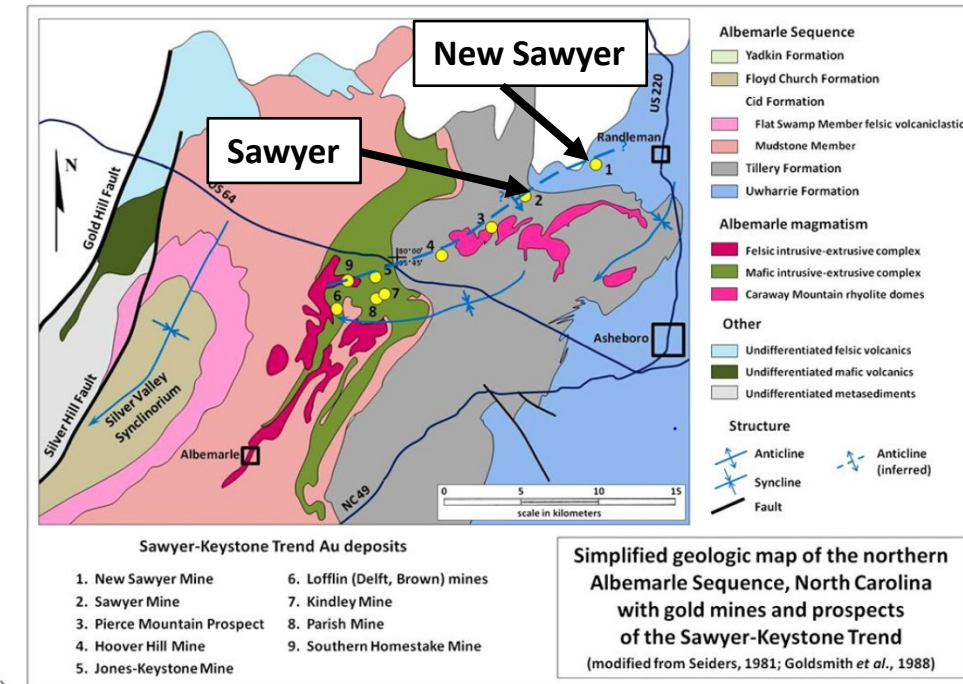 New Sawyer
Sawyer
N
Gold Hill Fault
US 64
US 220
Randleman
?
?
1
2
3
4
80°00'
35°45'
5
6
7
8
9
Silver Hill Fault
Silver Valley
Synclinorium
Albemarle
Asheboro
NC 49
0 5 10 15
scale in kilometers
Albemarle Sequence
Yadkin Formation
Floyd Church Formation
Cid Formation
Flat Swamp Member felsic volcaniclastic
Mudstone Member
Tillery Formation
Uwharrie Formation
Albemarle magmatism
Felsic intrusive-extrusive complex
Mafic intrusive-extrusive complex
Caraway Mountain rhyolite domes
Other
Undifferentiated felsic volcanics
Undifferentiated mafic volcanics
Undifferentiated metasediments
Structure
Anticline
Syncline
Fault
Anticline
(inferred)
Sawyer-Keystone Trend Au deposits
1. New Sawyer Mine
2. Sawyer Mine
3. Pierce Mountain Prospect
4. Hoover Hill Mine
5. Jones-Keystone Mine
6. Lofflin (Delft, Brown) mines
7. Kindley Mine
8. Parish Mine
9. Southern Homestake Mine
Simplified geologic map of the northern
Albemarle Sequence, North Carolina
with gold mines and prospects
of the Sawyer-Keystone Trend
(modified from Seiders, 1981; Goldsmith et al., 1988)